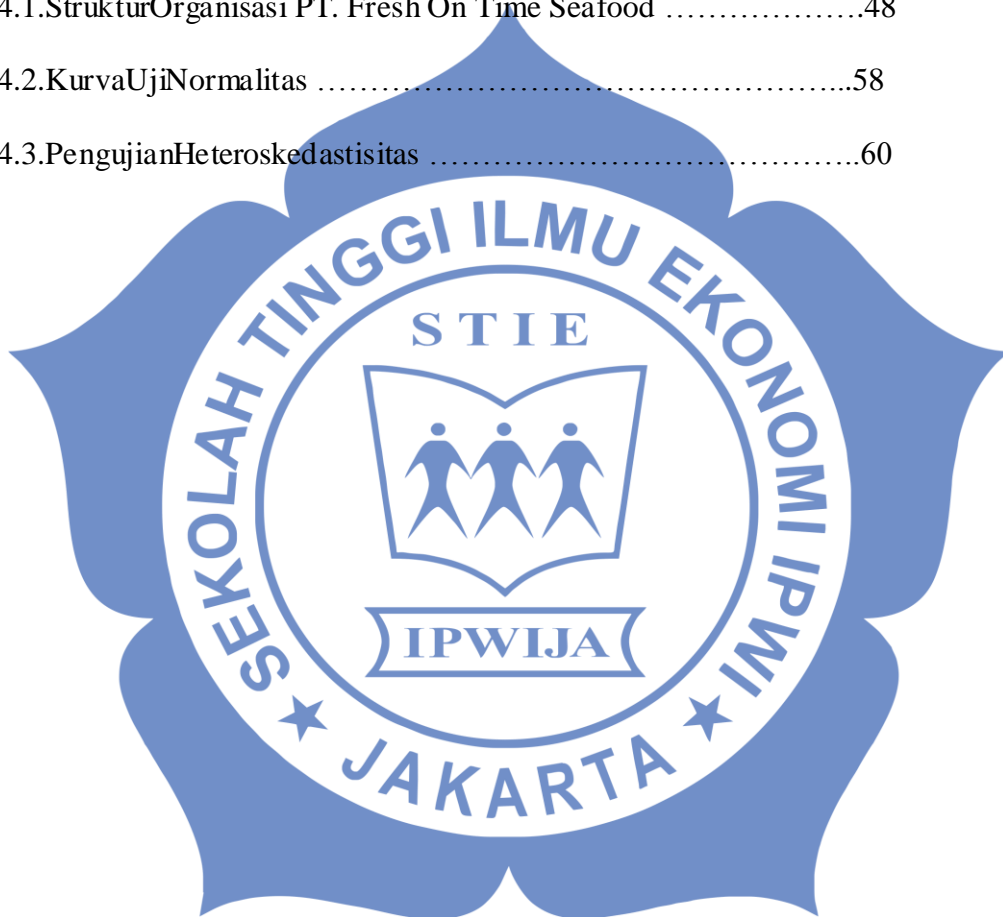 4.1.StrukturOrganisasi PT. Fresh On Time Seafood ……………….48
4.2.KurvaUjiNormalitas …………………………………………...58
4.3.PengujianHeteroskedastisitas …………………………………..60
SEKOLAH TINGGI ILMU EKONOMI IPWI
STIE
IPWIJA
★ JAKARTA ★